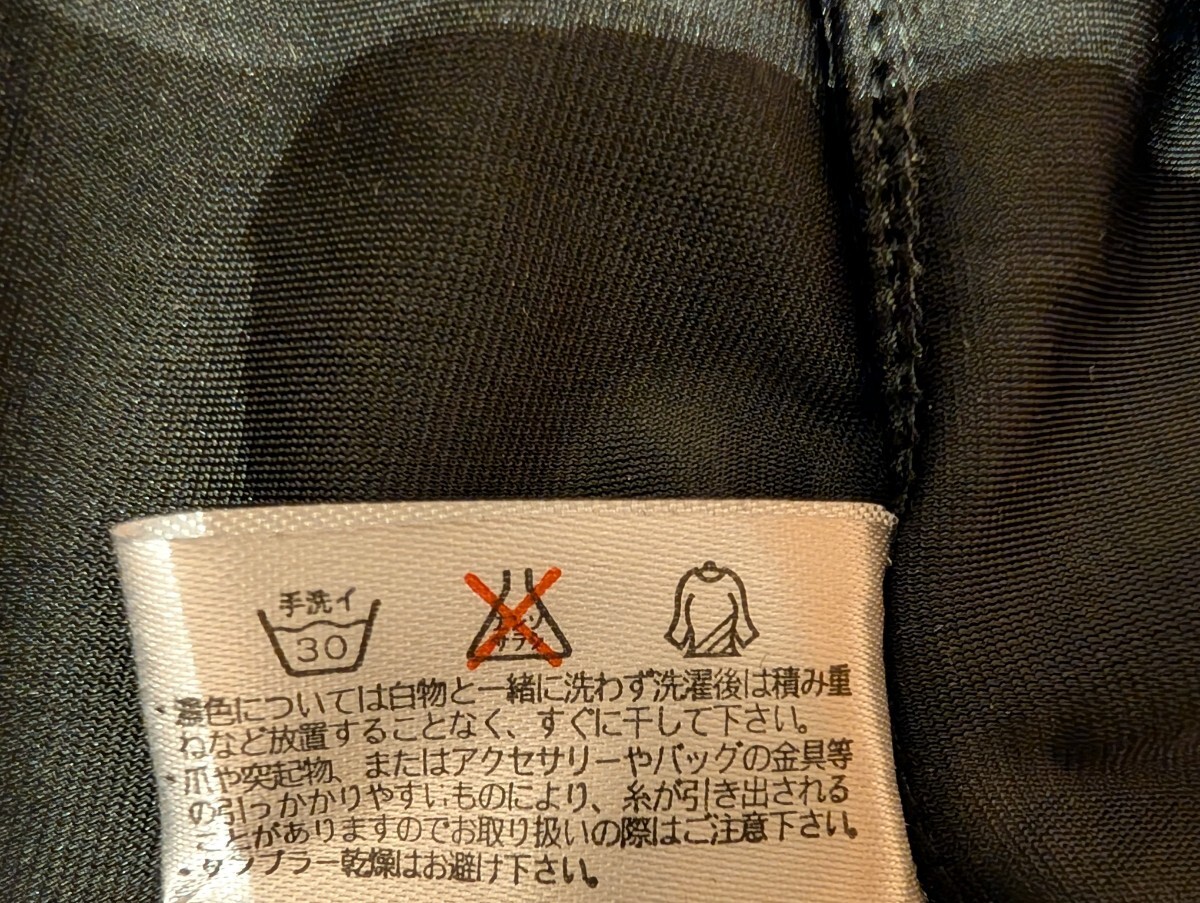 手洗イ
30
エンソ
サラシ
・濃色については白物と一緒に洗わず洗濯後は積み重
ねなど放置することなく、すぐに干して下さい。
・爪や突起物、またはアクセサリーやバッグの金具等
の引っかかりやすいものにより、糸が引き出される
ことがありますのでお取り扱いの際はご注意下さい。
・タンブラー乾燥はお避け下さい。